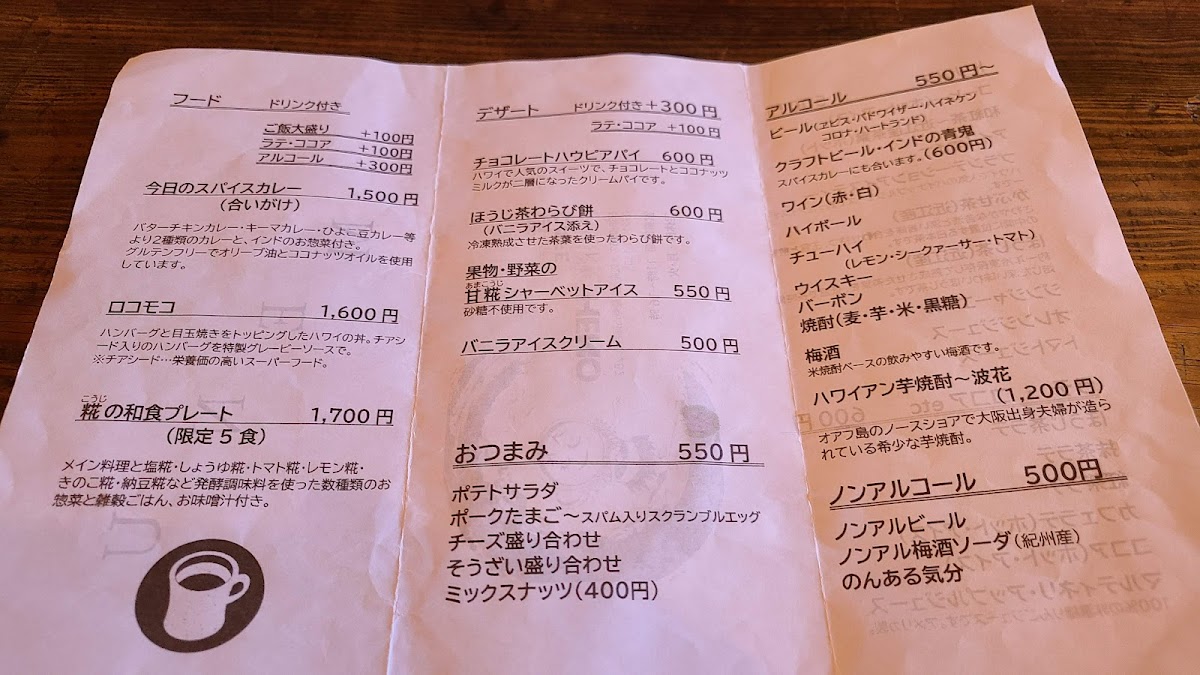 フード ドリンク付き
ご飯大盛り +100円
ラテ・ココア +100円
アルコール +300円
今日のスパイスカレー 1,500円
(合いがけ)
バターチキンカレー・キーマカレー・ひよこ豆カレー等
より2種類のカレーと、インドのお惣菜付き。
グルテンフリーでオリーブ油とココナッツオイルを使用
しています。
ロコモコ 1,600円
ハンバーグと目玉焼きをトッピングしたハワイの丼。チアシ
ード入りのハンバーグを特製グレービーソースで。
※チアシード…栄養価の高いスーパーフード。
こうじ
糀の和食プレート 1,700円
(限定5食)
メイン料理と塩糀・しょうゆ糀・トマト糀・レモン糀・
きのこ糀・納豆糀など発酵調味料を使った数種類のお
惣菜と雑穀ごはん、お味噌汁付き。
デザート ドリンク付き+300円
ラテ・ココア +100円
チョコレートハウピアパイ 600円
ハワイで人気のスイーツで、チョコレートとココナッツ
ミルクが二層になったクリームパイです。
ほうじ茶わらび餅 600円
(バニラアイス添え)
冷凍熟成させた茶葉を使ったわらび餅です。
果物・野菜の
あまこうじ
甘糀シャーベットアイス 550円
砂糖不使用です。
バニラアイスクリーム 500円
おつまみ 550円
ポテトサラダ
ポークたまご～スパム入りスクランブルエッグ
チーズ盛り合わせ
そうざい盛り合わせ
ミックスナッツ(400円)
アルコール 550円～
ビール(ヱビス・バドワイザー・ハイネケン
コロナ・ハートランド)
クラフトビール・インドの青鬼
スパイスカレーにも合います。(600円)
ワイン(赤・白)
ハイボール
チューハイ
(レモン・シークァーサー・トマト)
ウイスキー
バーボン
焼酎(麦・芋・米・黒糖)
梅酒
米焼酎ベースの飲みやすい梅酒です。
ハワイアン芋焼酎～波花
(1,200円)
オアフ島のノースショアで大阪出身夫婦が造ら
れている希少な芋焼酎。
ノンアルコール 500円
ノンアルビール
ノンアル梅酒ソーダ(紀州産)
のんある気分